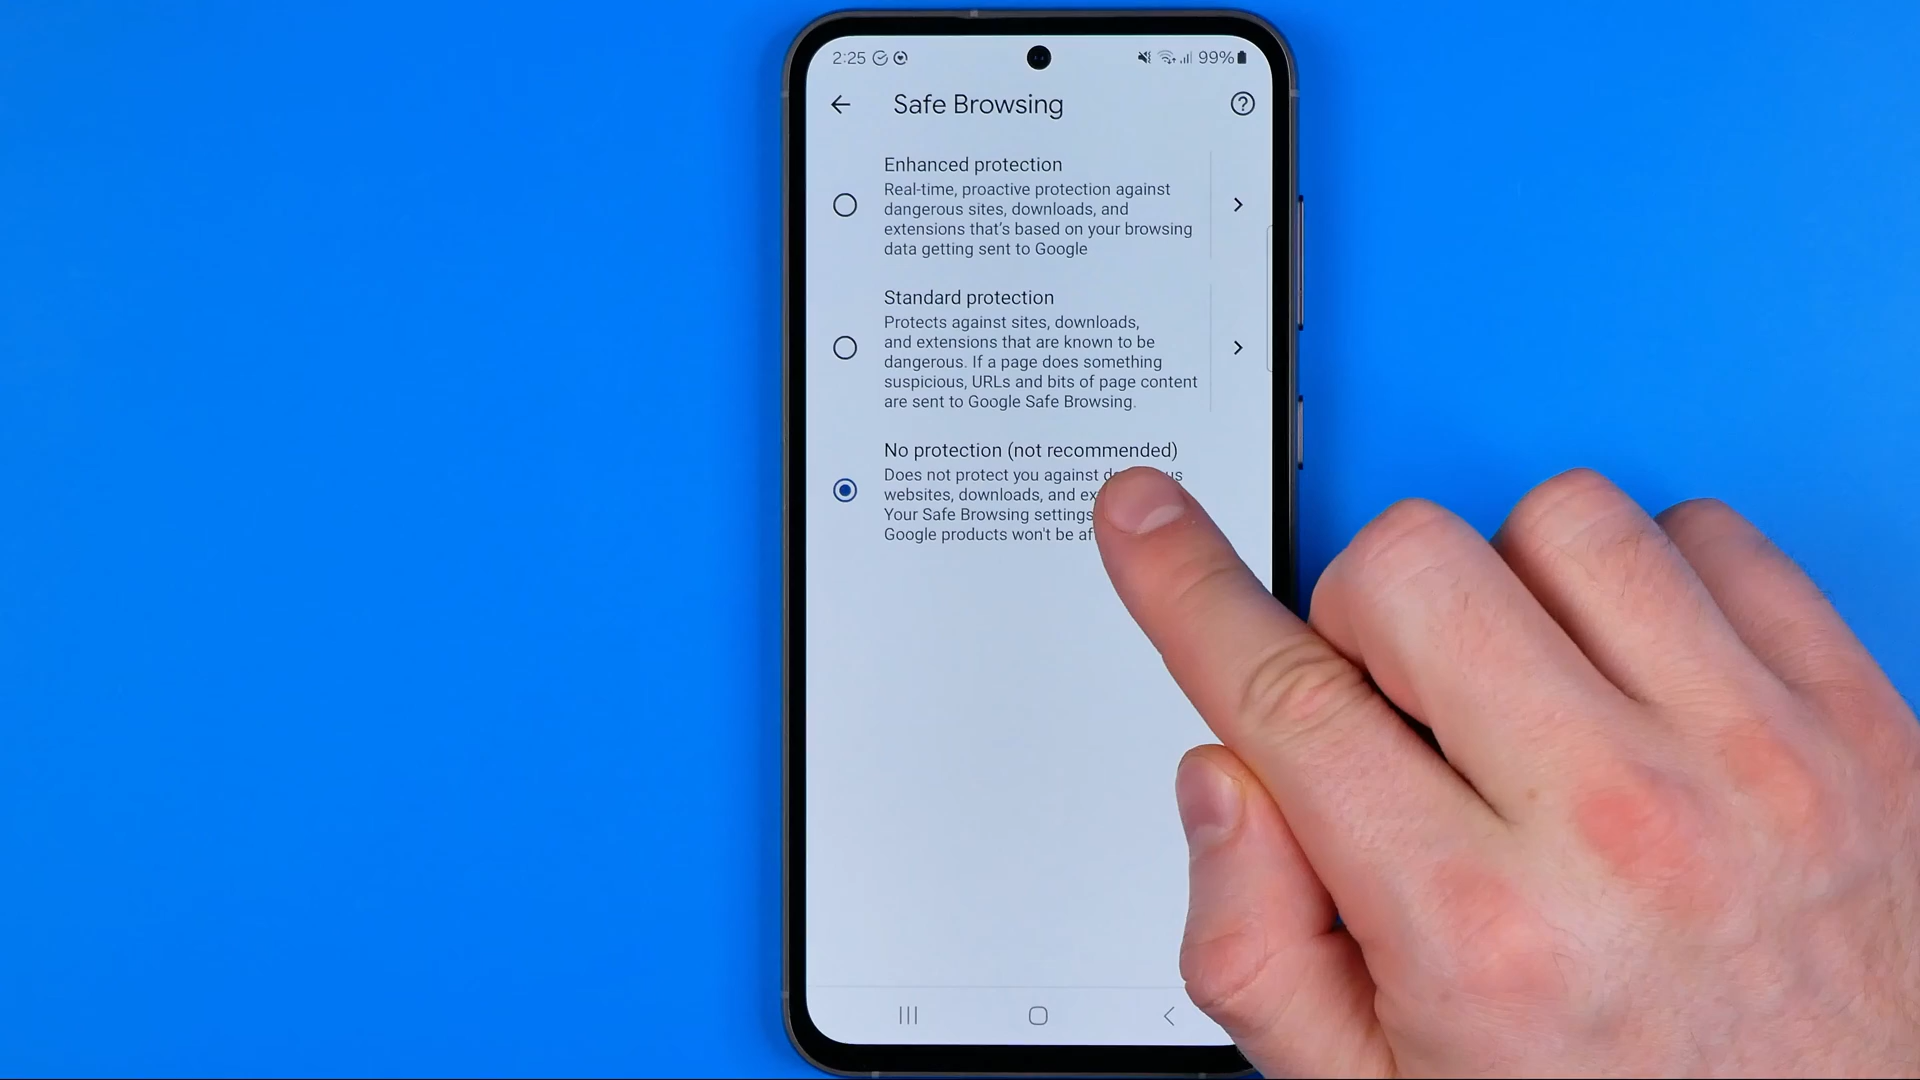 2:25
99%
Safe Browsing
Enhanced protection
Real-time, proactive protection against
dangerous sites, downloads, and
extensions that's based on your browsing
data getting sent to Google
Standard protection
Protects against sites, downloads,
and extensions that are known to be
dangerous. If a page does something
suspicious, URLs and bits of page content
are sent to Google Safe Browsing.
No protection (not recommended)
Does not protect you against
websites, downloads, and
Your Safe Browsing settings
Google products won't be